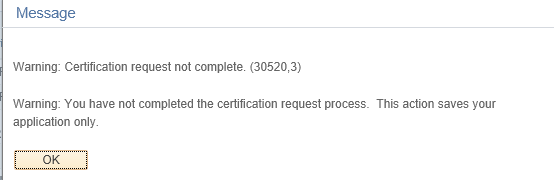 Message
Warning: Certification request not complete. (30520,3)
Warning: You have not completed the certification request process.  This action saves your
application only.
OK